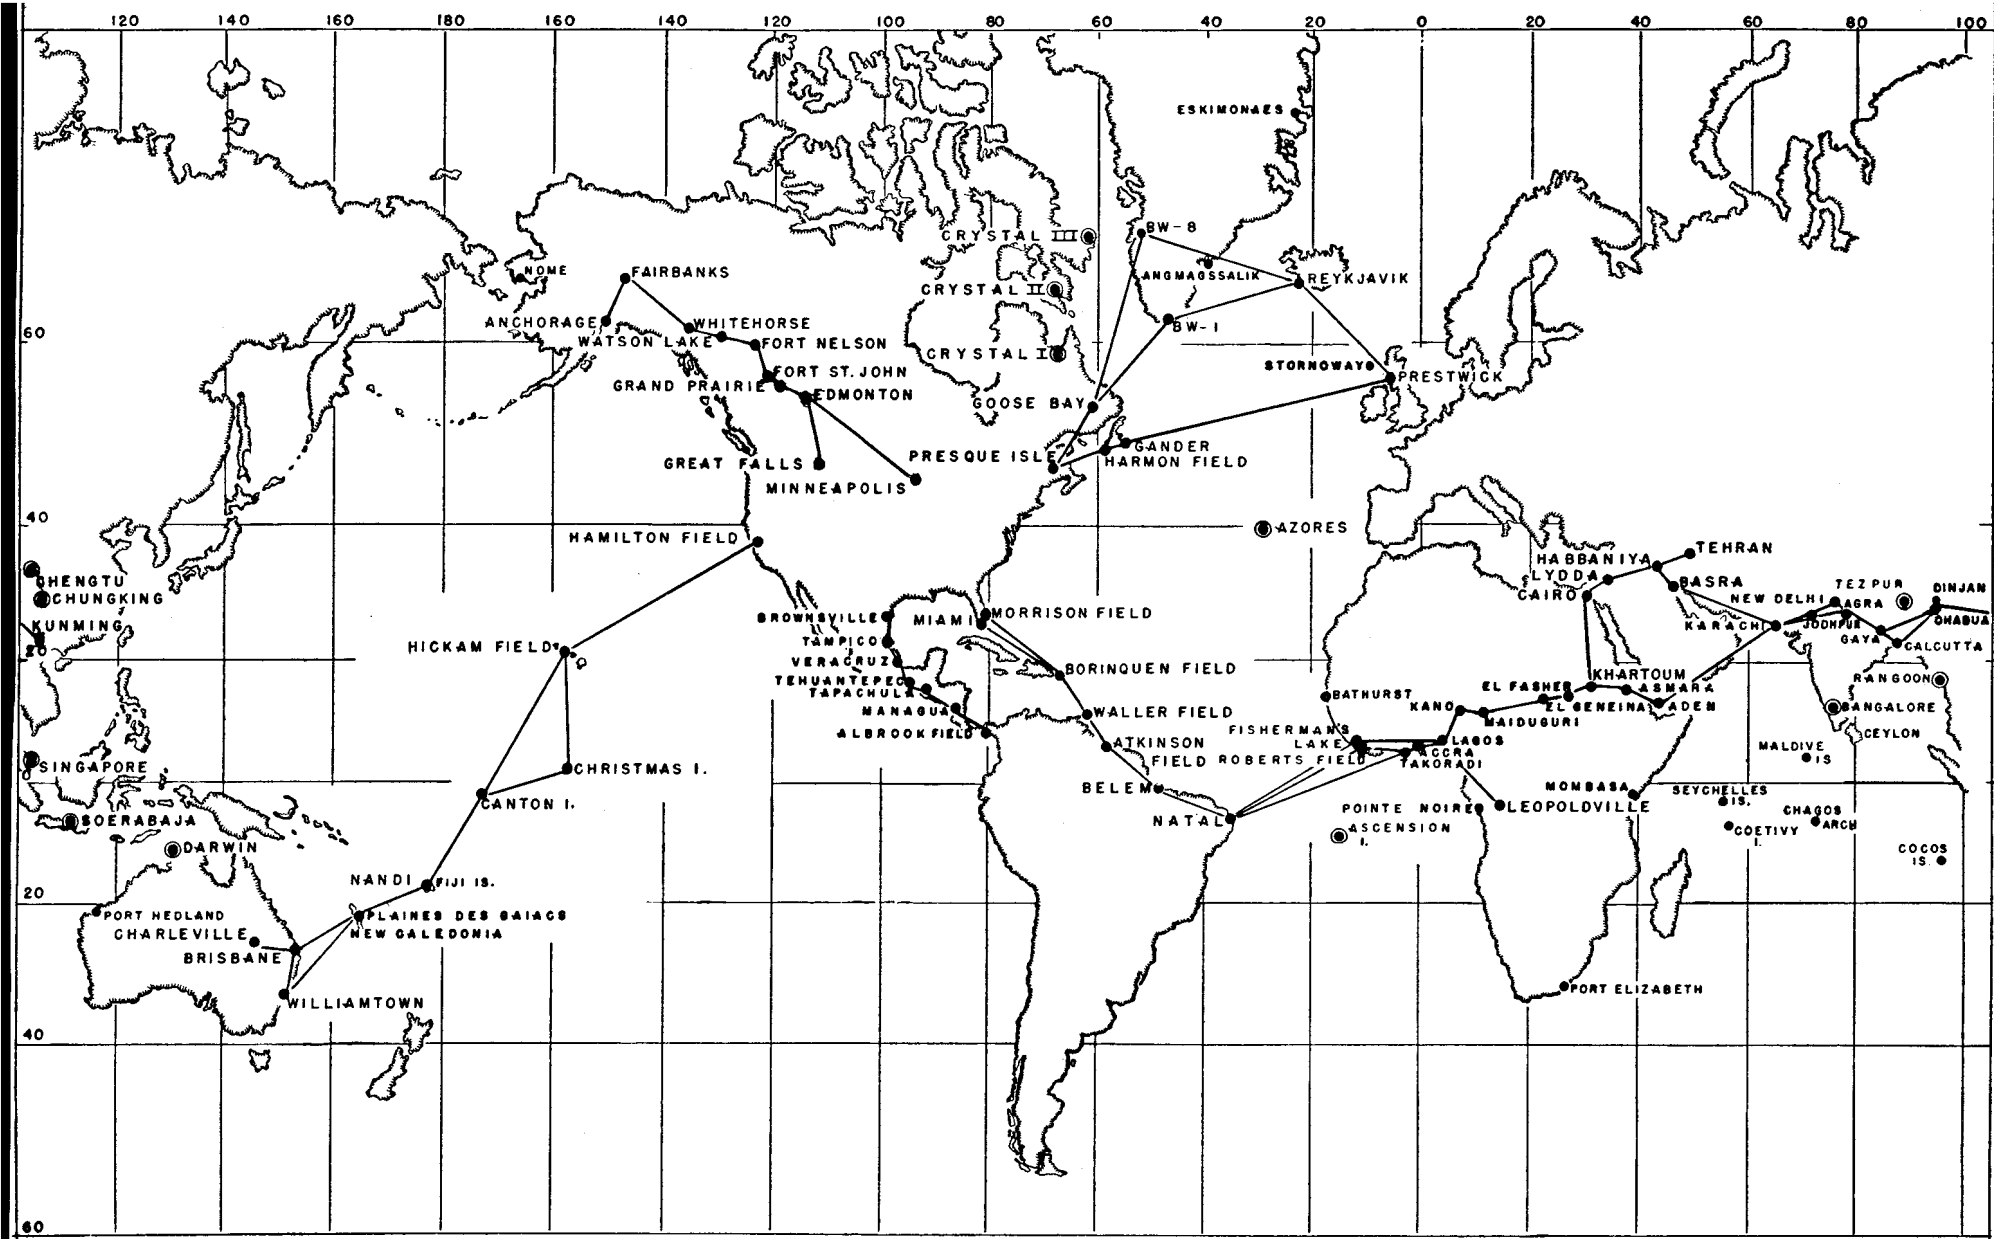 120 140 160 180 160 140 120 100 80 60 40 20 0 20 40 60 80 100
ESKIMONAES
BW-8
CRYSTAL III
NOME
FAIRBANKS
ANGMAGSSALIK
REYKJAVIK
CRYSTAL II
ANCHORAGE
WHITEHORSE
BW-1
60
WATSON LAKE
FORT NELSON
CRYSTAL I
STORNOWAY
FORT ST. JOHN
PRESTWICK
GRAND PRAIRIE
EDMONTON
GOOSE BAY
GANDER
PRESQUE ISLE
HARMON FIELD
GREAT FALLS
MINNEAPOLIS
40
AZORES
HAMILTON FIELD
TEHRAN
HABBANIYA
LYDDA
CHENGTU
BASRA
TEZPUR
DINJAN
CHUNGKING
CAIRO
NEW DELHI
AGRA
BROWNSVILLE
MIAMI
MORRISON FIELD
KUNMING
KARACHI
JODHPUR
CHABUA
TAMPICO
GAYA
CALCUTTA
HICKAM FIELD
20
VERACRUZ
BORINQUEN FIELD
KHARTOUM
TEHUANTEPEC
EL FASHER
ASMARA
RANGOON
TAPACHULA
BATHURST
KANO
EL GENEINA
ADEN
MANAGUA
WALLER FIELD
MAIDUGURI
BANGALORE
ALBROOK FIELD
FISHERMAN'S
LAKE
LAGOS
CEYLON
ATKINSON
FIELD
ROBERTS FIELD
ACCRA
TAKORADI
MALDIVE
IS
SINGAPORE
0
CHRISTMAS I.
BELEM
MOMBASA
SEYCHELLES
IS.
CANTON I.
POINTE NOIRE
LEOPOLDVILLE
CHAGOS
ARCH
SOERABAJA
NATAL
ASCENSION
I.
COETIVY
I.
DARWIN
COCOS
IS.
NANDI
FIJI IS.
20
PORT HEDLAND
PLAINES DES GAIACS
CHARLEVILLE
NEW CALEDONIA
BRISBANE
PORT ELIZABETH
WILLIAMTOWN
40
60